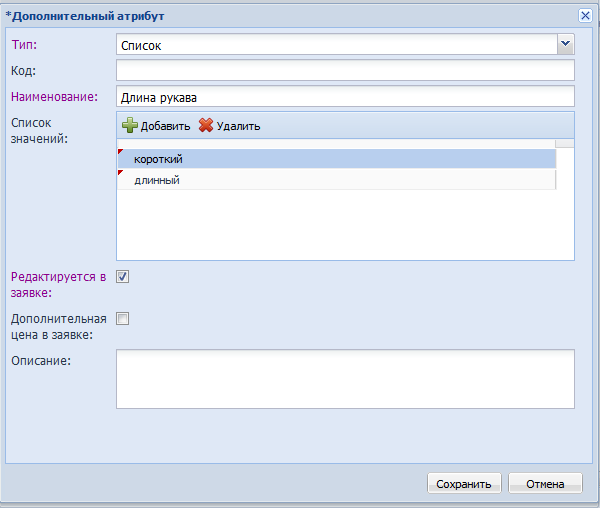 *Дополнительный атрибут
Тип: Список
Код:
Наименование: Длина рукава
Список
значений:
Добавить Удалить
короткий
длинный
Редактируется в
заявке:
Дополнительная
цена в заявке:
Описание:
Сохранить Отмена